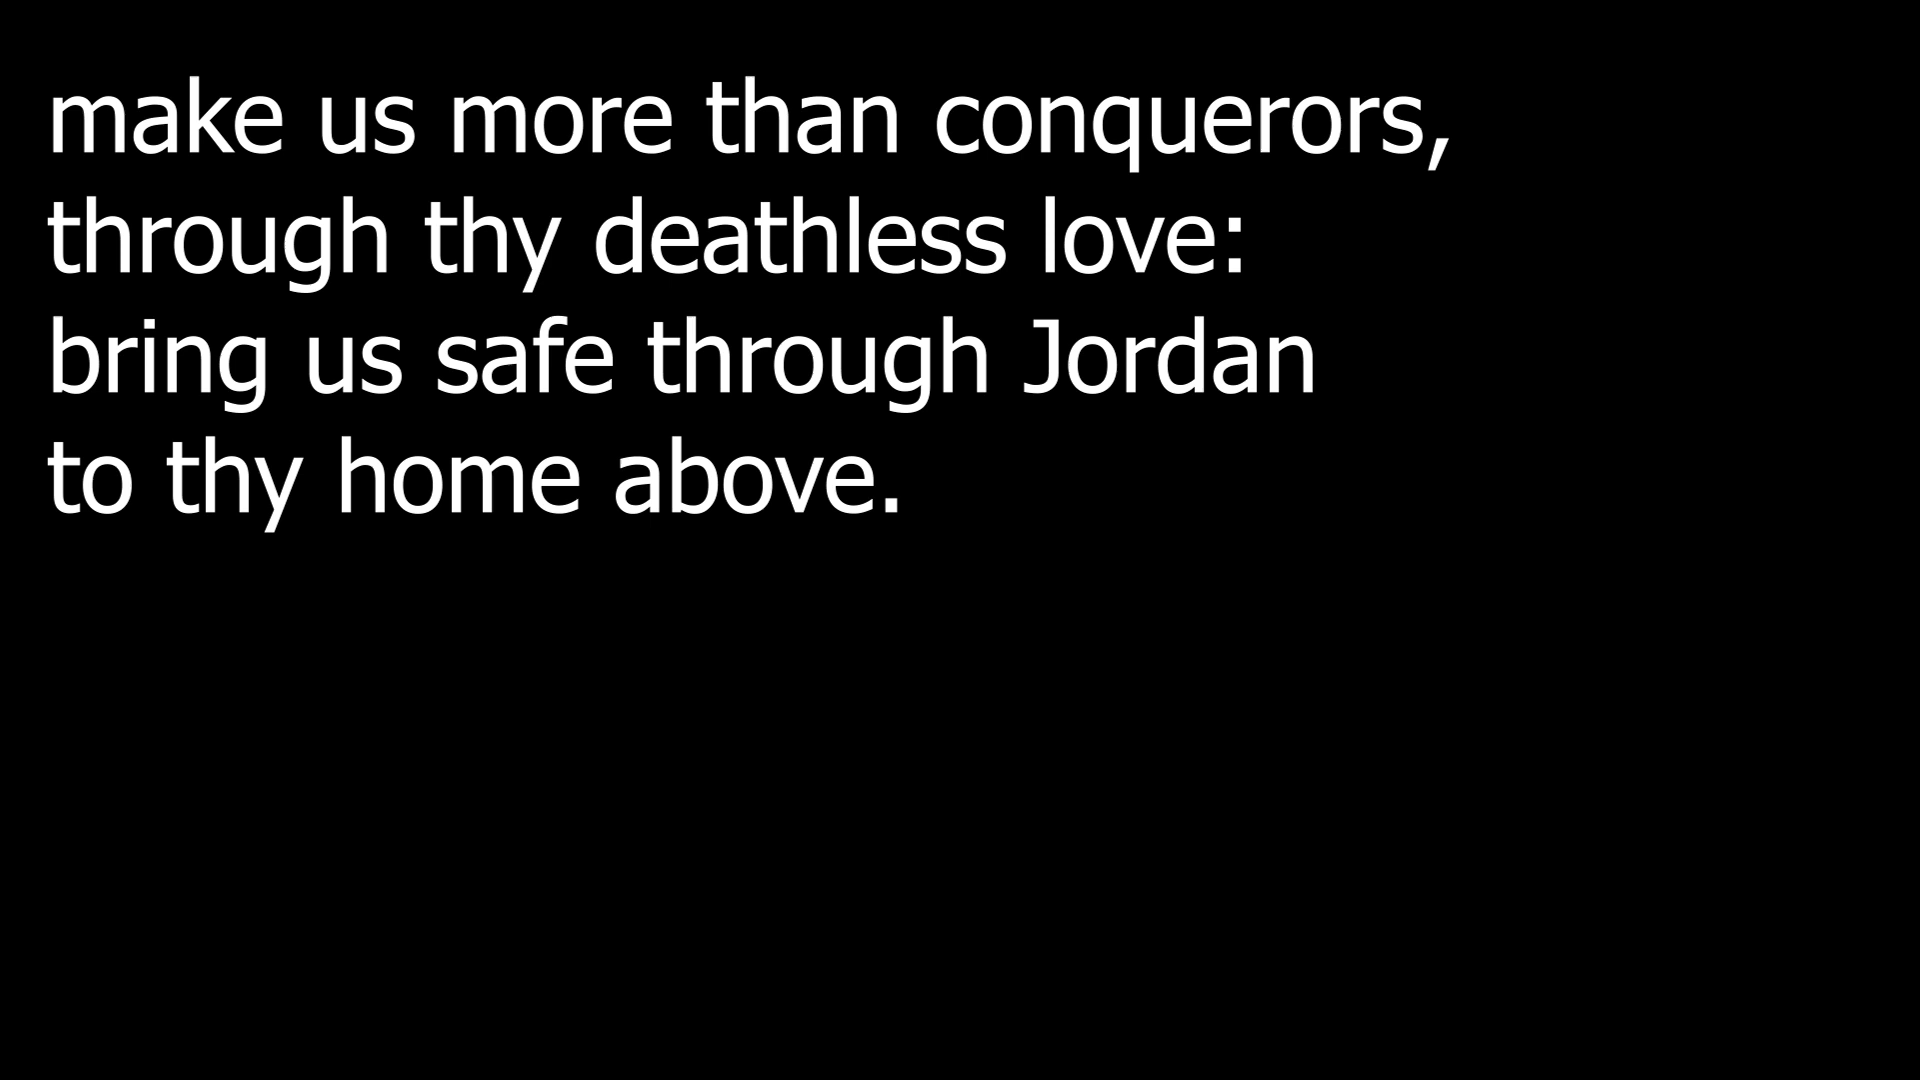 make us more than conquerors,
through thy deathless love:
bring us safe through Jordan
to thy home above.